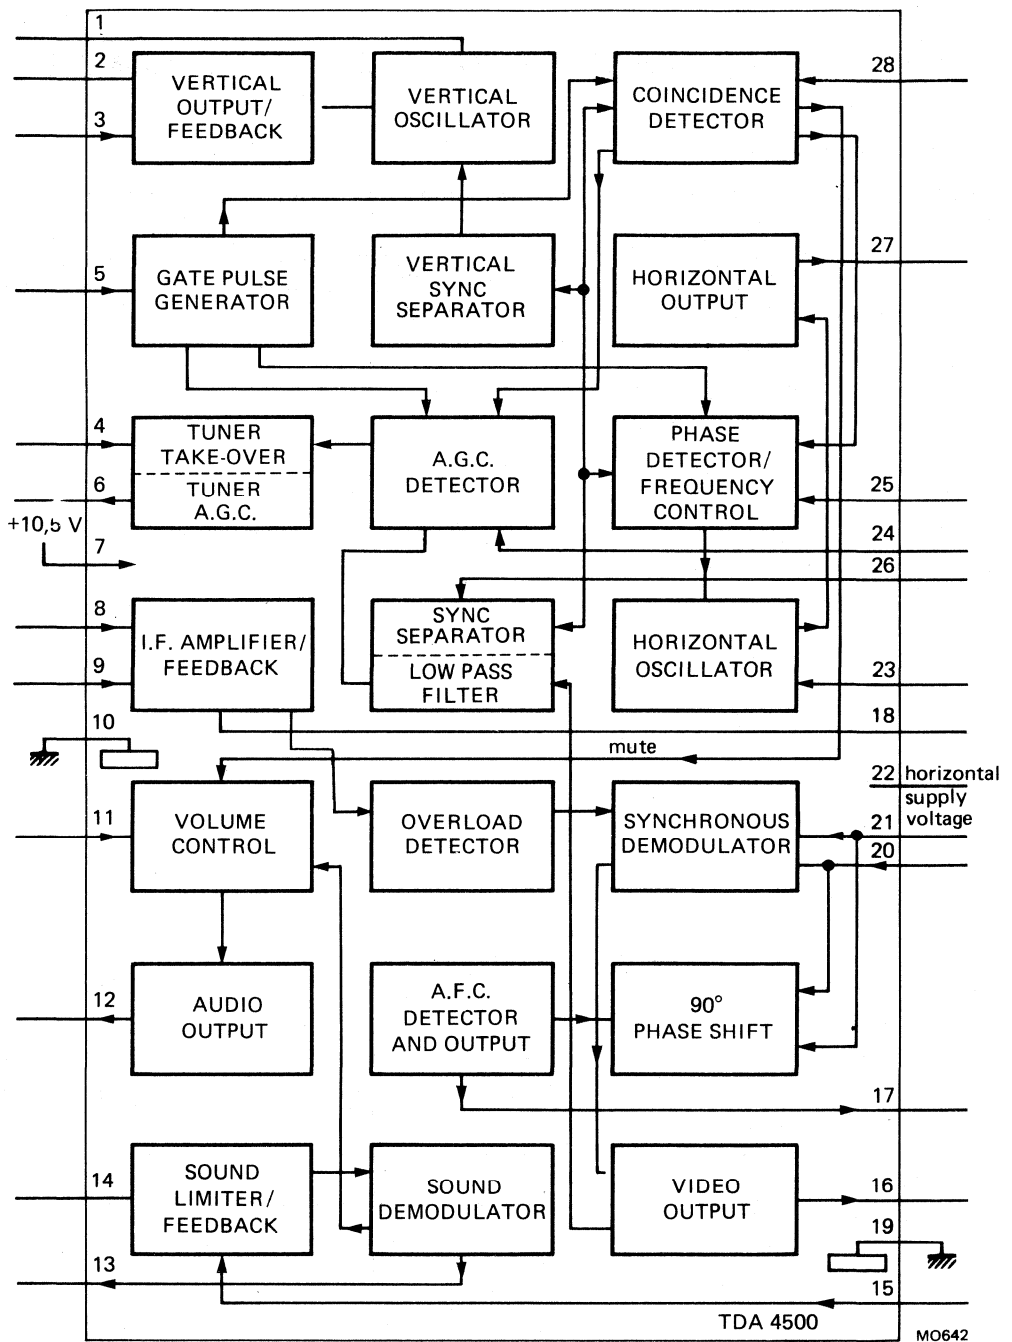 1
2
3
VERTICAL
OUTPUT/
FEEDBACK
VERTICAL
OSCILLATOR
COINCIDENCE
DETECTOR
28
5
GATE PULSE
GENERATOR
VERTICAL
SYNC
SEPARATOR
HORIZONTAL
OUTPUT
27
4
6
TUNER
TAKE-OVER
TUNER
A.G.C.
A.G.C.
DETECTOR
PHASE
DETECTOR/
FREQUENCY
CONTROL
25
24
26
+10,5 V
7
8
9
I.F. AMPLIFIER/
FEEDBACK
SYNC
SEPARATOR
LOW PASS
FILTER
HORIZONTAL
OSCILLATOR
23
18
10
mute
22 horizontal
supply
voltage
11
VOLUME
CONTROL
OVERLOAD
DETECTOR
SYNCHRONOUS
DEMODULATOR
21
20
12
AUDIO
OUTPUT
A.F.C.
DETECTOR
AND OUTPUT
90°
PHASE SHIFT
17
14
SOUND
LIMITER/
FEEDBACK
SOUND
DEMODULATOR
VIDEO
OUTPUT
16
19
13
15
TDA 4500
MO642